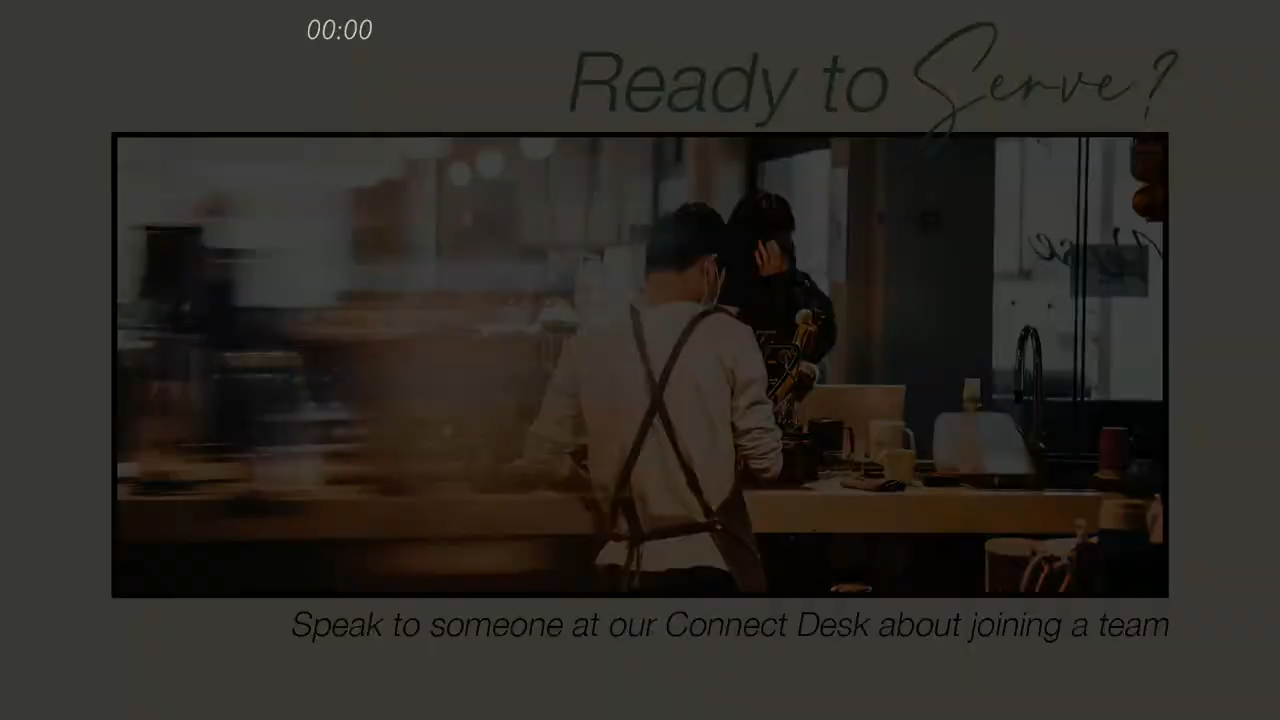 00:00
Ready to Serve?
Speak to someone at our Connect Desk about joining a team